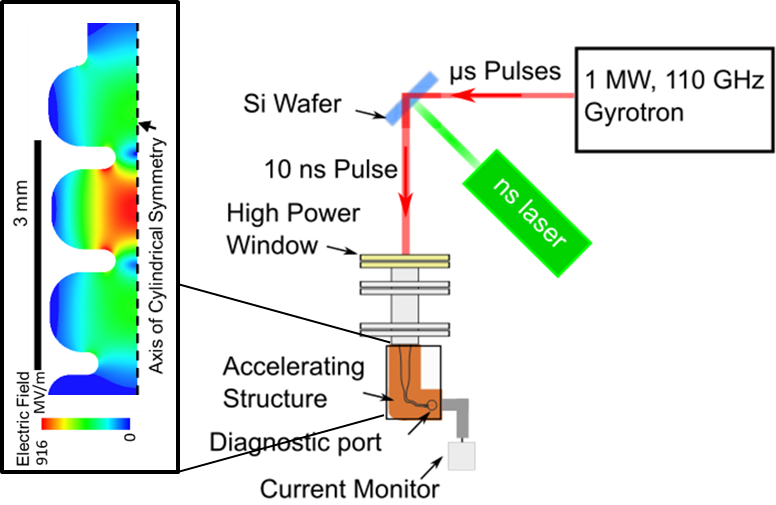 3 mm
Axis of Cylindrical Symmetry
Electric Field
MV/m
916
0
Si Wafer
μs Pulses
1 MW, 110 GHz
Gyrotron
10 ns Pulse
ns laser
High Power
Window
Accelerating
Structure
Diagnostic port
Current Monitor